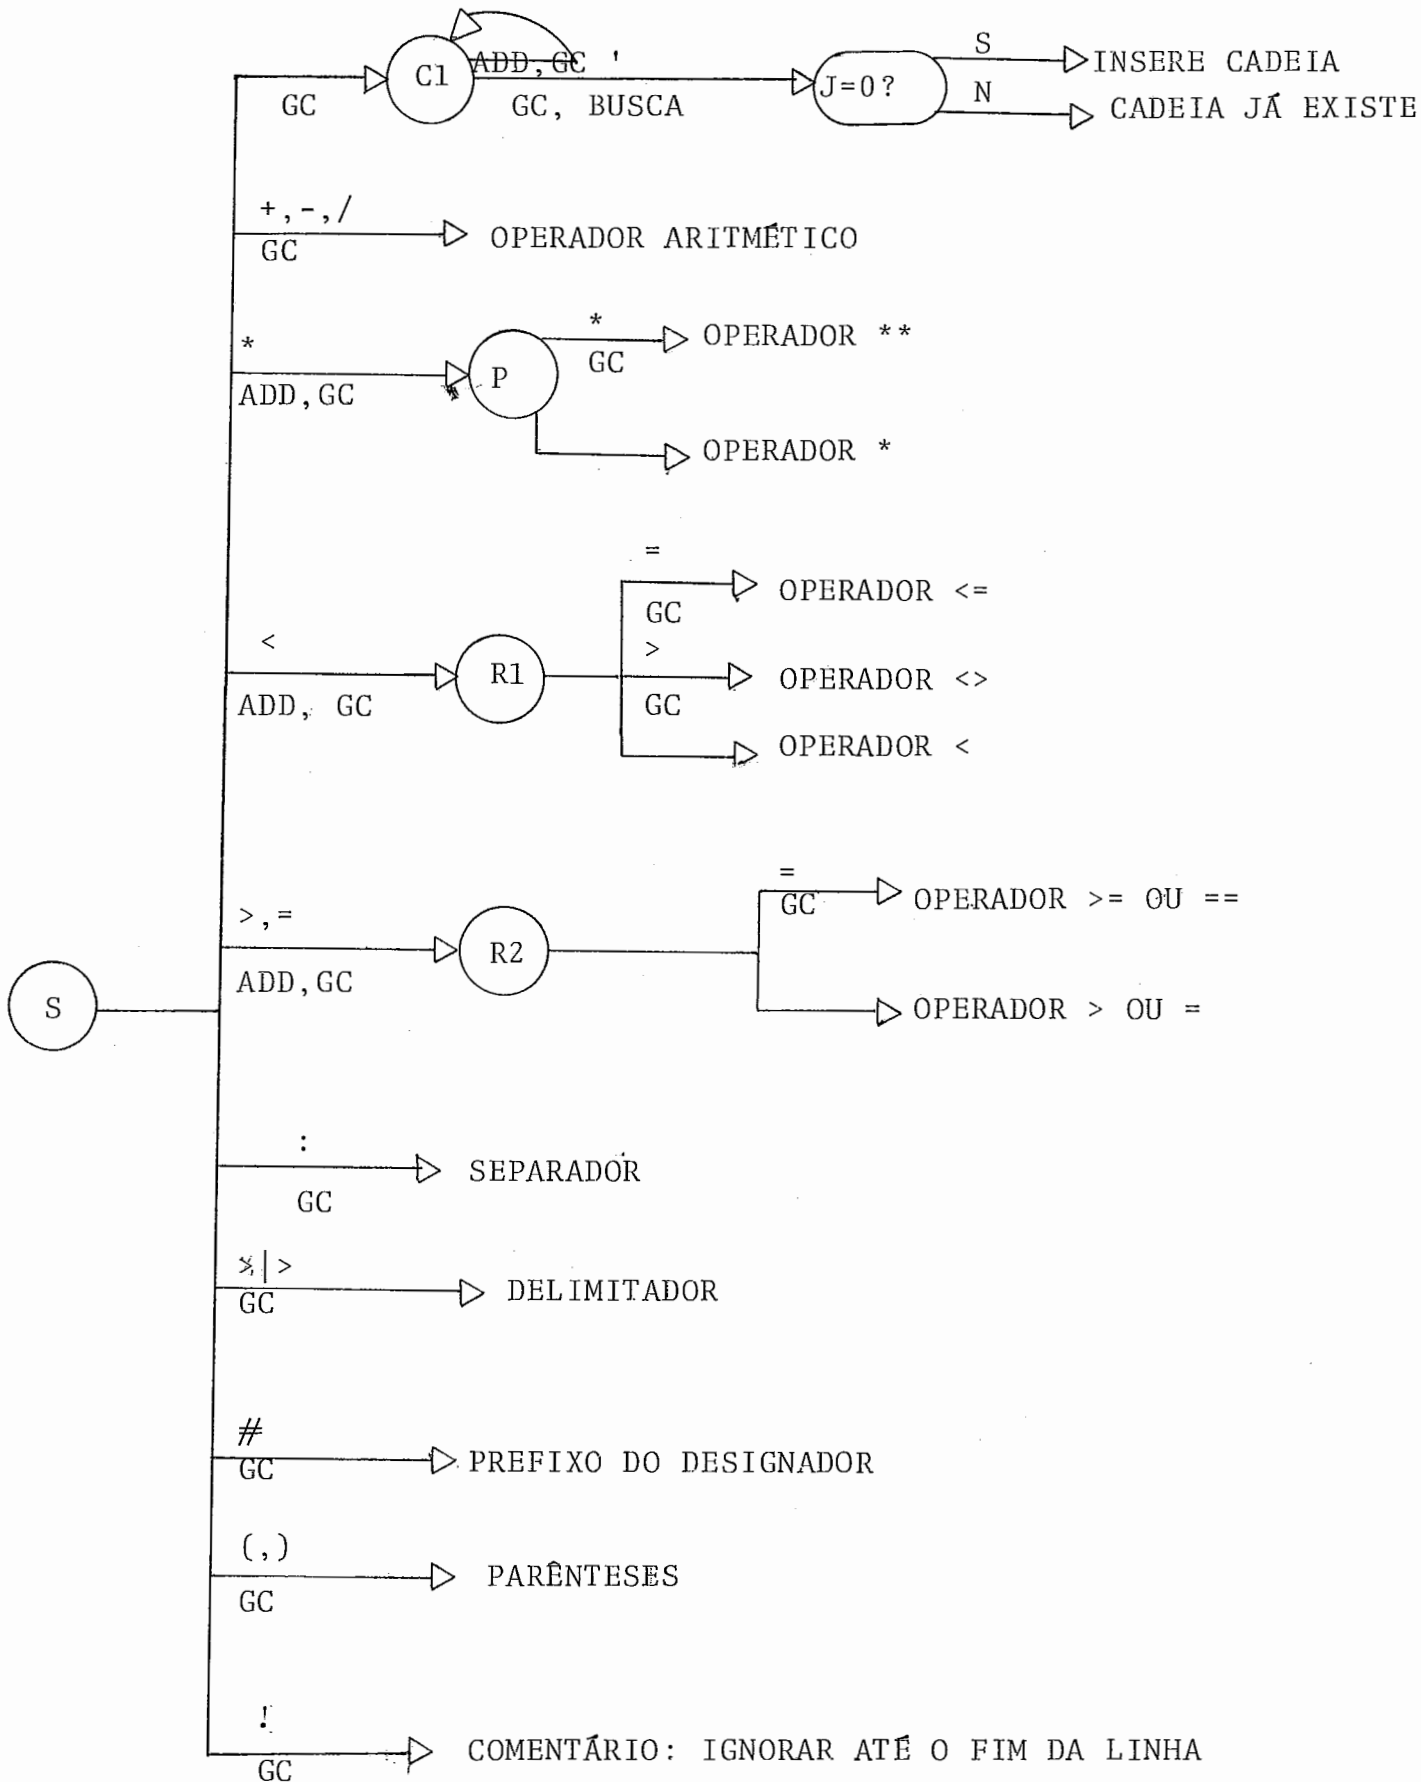 S
ADD,GC '
C1
J=0?
INSERE CADEIA
GC
GC, BUSCA
N
CADEIA JÁ EXISTE
+,-,/
GC
OPERADOR ARITMÉTICO
*
ADD,GC
P
*
GC
OPERADOR **
OPERADOR *
<
ADD, GC
R1
=
GC
OPERADOR <=
>
GC
OPERADOR <>
OPERADOR <
>,=
ADD,GC
R2
=
GC
OPERADOR >= OU ==
OPERADOR > OU =
S
:
GC
SEPARADOR
|>
GC
DELIMITADOR
#
GC
PREFIXO DO DESIGNADOR
(,)
GC
PARÊNTESES
!
GC
COMENTÁRIO: IGNORAR ATÉ O FIM DA LINHA